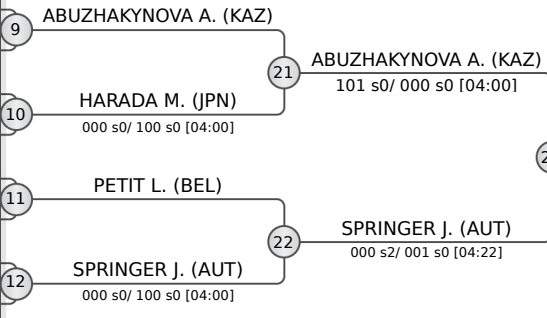 9
ABUZHAKYNOVA A. (KAZ)
21
ABUZHAKYNOVA A. (KAZ)
101 s0/ 000 s0 [04:00]
10
HARADA M. (JPN)
000 s0/ 100 s0 [04:00]
11
PETIT L. (BEL)
22
SPRINGER J. (AUT)
000 s2/ 001 s0 [04:22]
12
SPRINGER J. (AUT)
000 s0/ 100 s0 [04:00]